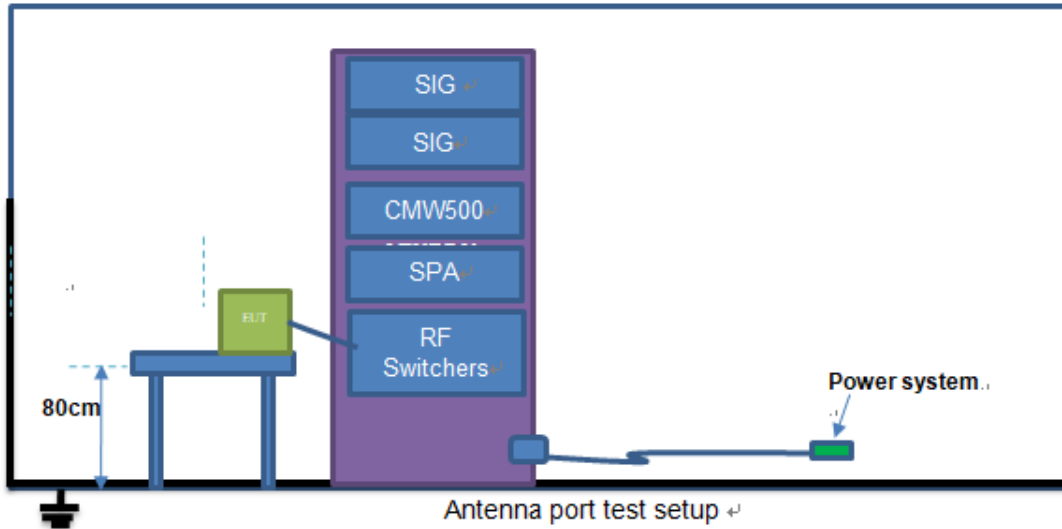 SIG
SIG
CMW500
SPA
EUT
RF
Switchers
80cm
Power system
Antenna port test setup